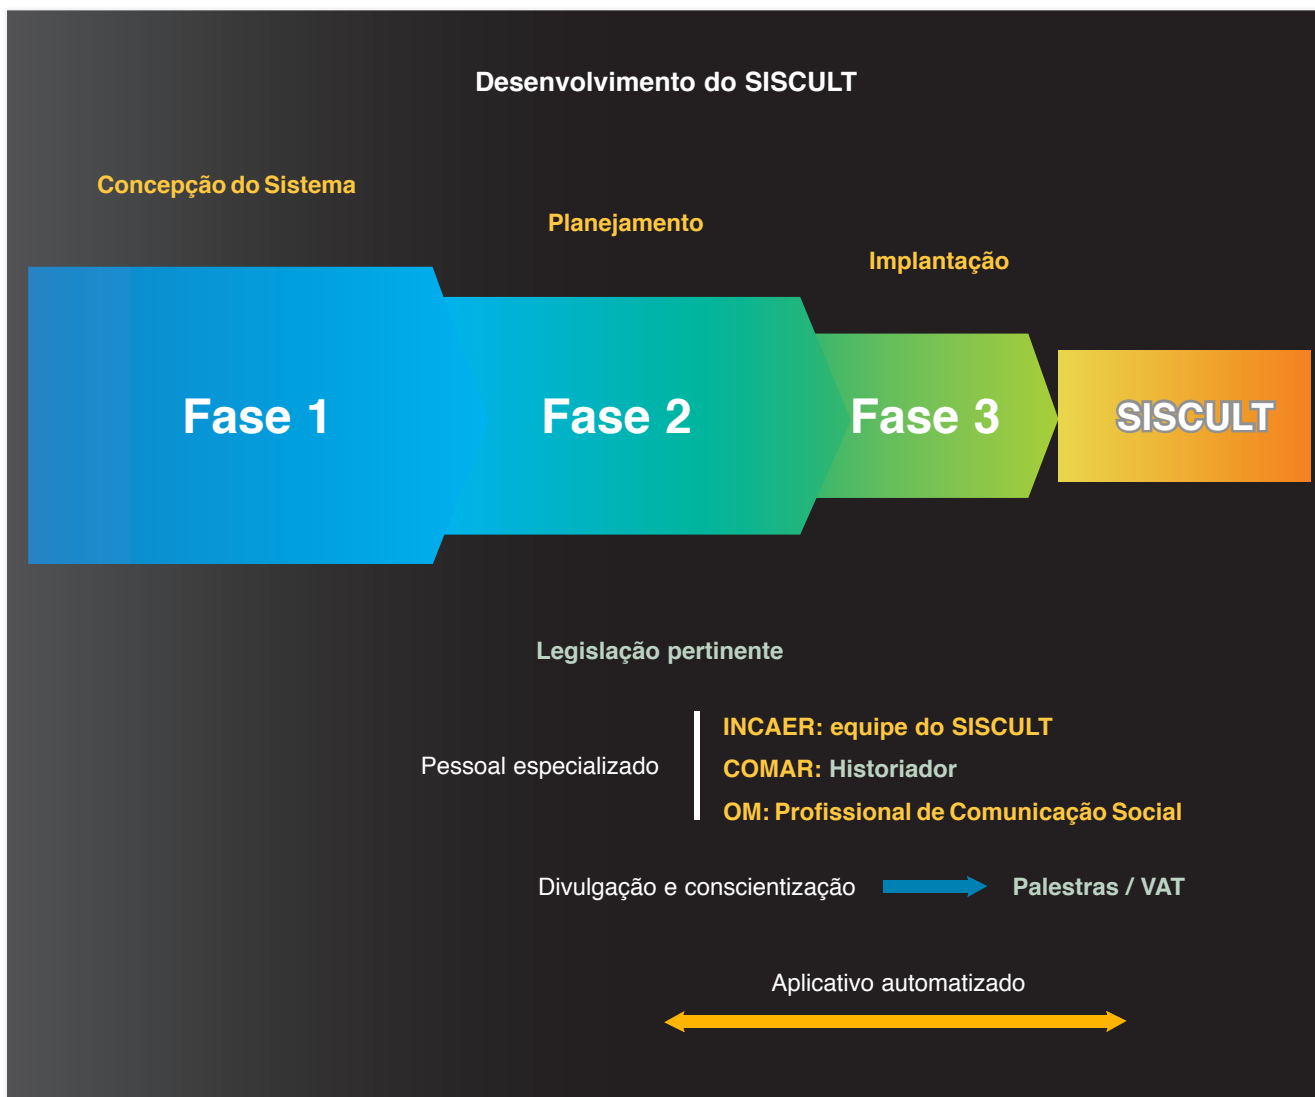 Desenvolvimento do SISCULT
Concepção do Sistema
Planejamento
Implantação
Fase 1
Fase 2
Fase 3
SISCULT
Legislação pertinente
Pessoal especializado
INCAER: equipe do SISCULT
COMAR: Historiador
OM: Profissional de Comunicação Social
Divulgação e conscientização
Palestras / VAT
Aplicativo automatizado